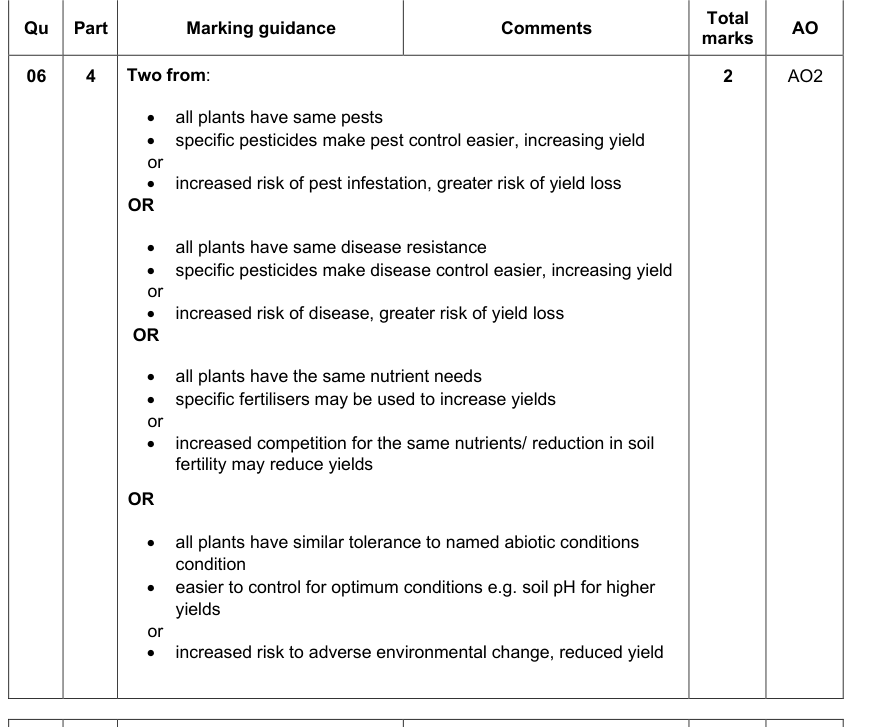 Qu Part Marking guidance Comments Total marks AO
06 4 Two from: 2 AO2
• all plants have same pests
• specific pesticides make pest control easier, increasing yield
or
• increased risk of pest infestation, greater risk of yield loss
OR
• all plants have same disease resistance
• specific pesticides make disease control easier, increasing yield
or
• increased risk of disease, greater risk of yield loss
OR
• all plants have the same nutrient needs
• specific fertilisers may be used to increase yields
or
• increased competition for the same nutrients/ reduction in soil
fertility may reduce yields
OR
• all plants have similar tolerance to named abiotic conditions
condition
• easier to control for optimum conditions e.g. soil pH for higher
yields
or
• increased risk to adverse environmental change, reduced yield